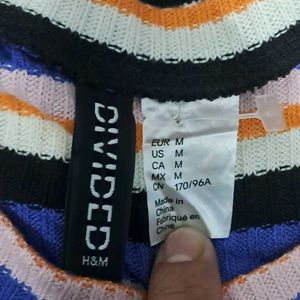 DIVIDED
H&M
EUR M
US M
CA M
MX M
CN 170/96A
Made in
China
Fabriqué en
Chine